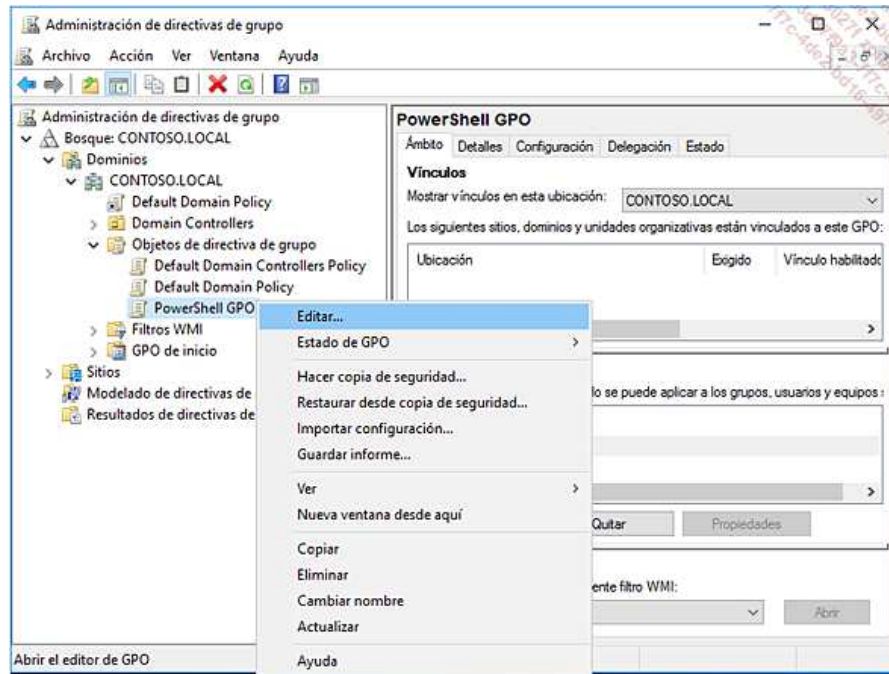 Administración de directivas de grupo
Archivo Acción Ver Ventana Ayuda
Administración de directivas de grupo
Bosque: CONTOSO.LOCAL
Dominios
CONTOSO.LOCAL
Default Domain Policy
Domain Controllers
Objetos de directiva de grupo
Default Domain Controllers Policy
Default Domain Policy
PowerShell GPO
Filtros WMI
GPO de inicio
Sitios
Modelado de directivas de
Resultados de directivas de
PowerShell GPO
Ámbito Detalles Configuración Delegación Estado
Vínculos
Mostrar vínculos en esta ubicación: CONTOSO.LOCAL
Los siguientes sitios, dominios y unidades organizativas están vinculados a este GPO:
Ubicación Exigido Vínculo habilitado
lo se puede aplicar a los grupos, usuarios y equipos
Quitar Propiedades
ente filtro WMI:
Abrir
Editar...
Estado de GPO
Hacer copia de seguridad...
Restaurar desde copia de seguridad...
Importar configuración...
Guardar informe...
Ver
Nueva ventana desde aquí
Copiar
Eliminar
Cambiar nombre
Actualizar
Ayuda
Abrir el editor de GPO